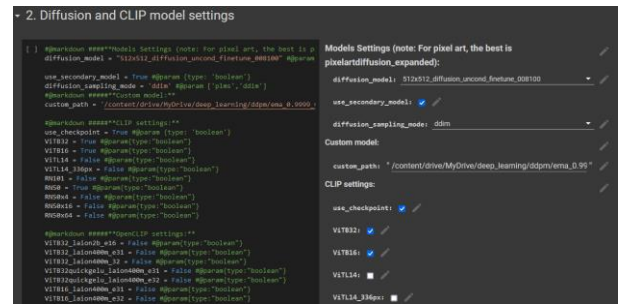 2. Diffusion and CLIP model settings
[ ] #@markdown ####**Models Settings (note: For pixel art, the best is p
diffusion_model = "512x512_diffusion_uncond_finetune_008100" #@param
use_secondary_model = True #@param {type: 'boolean'}
diffusion_sampling_mode = 'ddim' #@param ['plms','ddim']
#@markdown #####**Custom model:**
custom_path = '/content/drive/MyDrive/deep_learning/ddpm/ema_0.9999_
#@markdown #####**CLIP settings:**
use_checkpoint = True #@param {type: 'boolean'}
ViTB32 = True #@param{type:"boolean"}
ViTB16 = True #@param{type:"boolean"}
ViTL14 = False #@param{type:"boolean"}
ViTL14_336px = False #@param{type:"boolean"}
RN101 = False #@param{type:"boolean"}
RN50 = True #@param{type:"boolean"}
RN50x4 = False #@param{type:"boolean"}
RN50x16 = False #@param{type:"boolean"}
RN50x64 = False #@param{type:"boolean"}
#@markdown #####**OpenCLIP settings:**
ViTB32_laion2b_e16 = False #@param{type:"boolean"}
ViTB32_laion400m_e31 = False #@param{type:"boolean"}
ViTB32_laion400m_32 = False #@param{type:"boolean"}
ViTB32quickgelu_laion400m_e31 = False #@param{type:"boolean"}
ViTB32quickgelu_laion400m_e32 = False #@param{type:"boolean"}
ViTB16_laion400m_e31 = False #@param{type:"boolean"}
ViTB16_laion400m_e32 = False #@param{type:"boolean"}
Models Settings (note: For pixel art, the best is
pixelartdiffusion_expanded):
diffusion_model: 512x512_diffusion_uncond_finetune_008100
use_secondary_model:
diffusion_sampling_mode: ddim
Custom model:
custom_path: "/content/drive/MyDrive/deep_learning/ddpm/ema_0.99 "
CLIP settings:
use_checkpoint:
ViTB32:
ViTB16:
ViTL14:
ViTL14_336px: